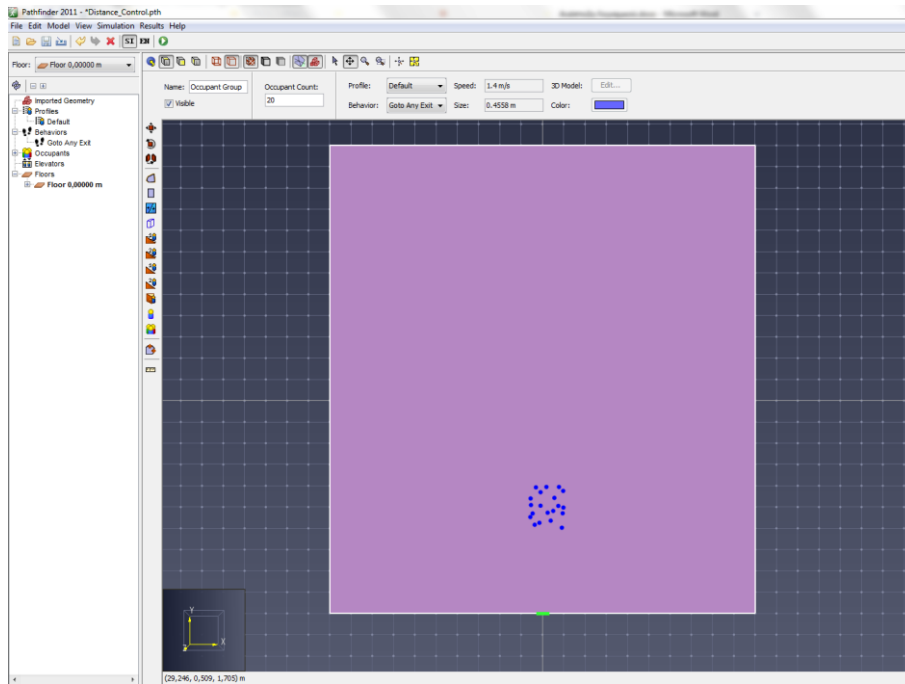 Pathfinder 2011 - *Distance_Control.pth
File Edit Model View Simulation Results Help
SI EN
Floor: Floor 0,00000 m
Name: Occupant Group
Visible
Occupant Count:
20
Profile: Default
Behavior: Goto Any Exit
Speed: 1.4 m/s
Size: 0.4558 m
3D Model: Edit...
Color:
Imported Geometry
Profiles
Default
Behaviors
Goto Any Exit
Occupants
Elevators
Floors
Floor 0,00000 m
Y
X
Z
(29,246, 0,509, 1,705) m